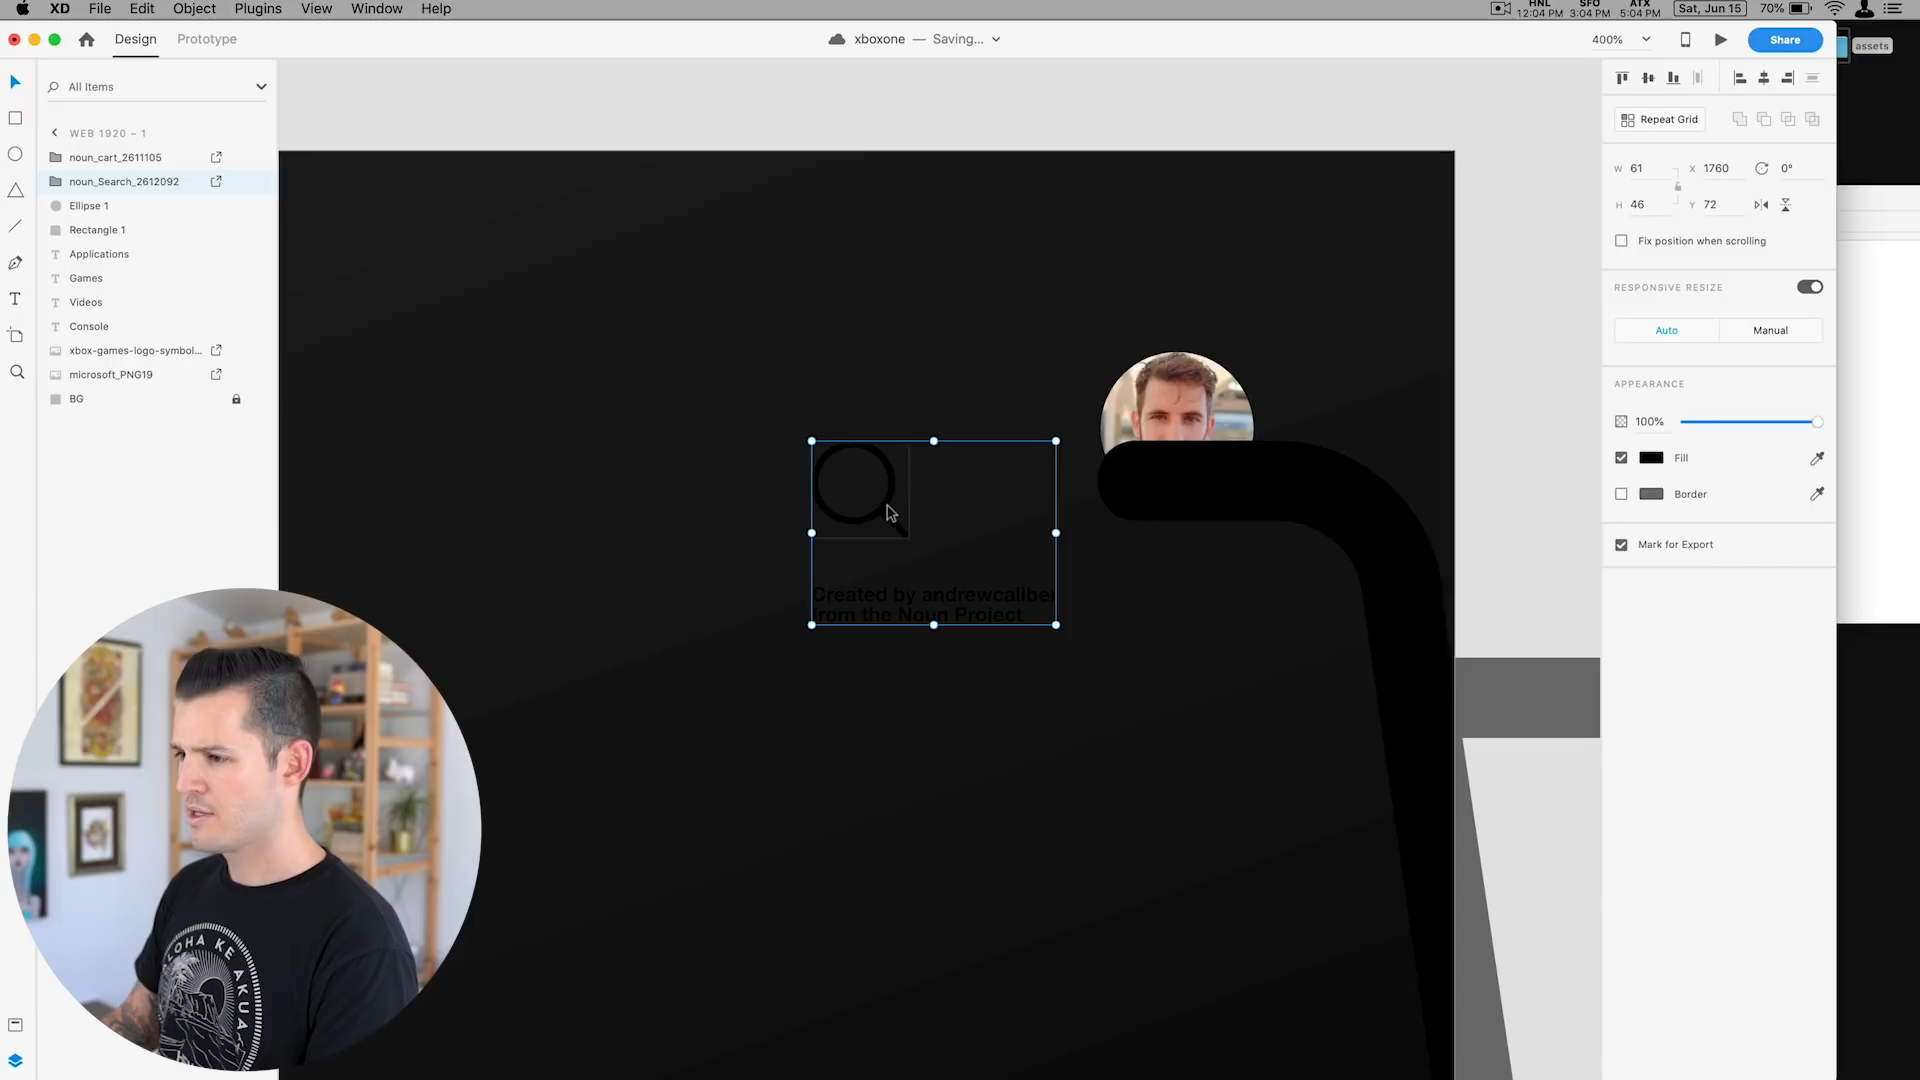 XD File Edit Object Plugins View Window Help
HNL SFO ATX
12:04 PM 3:04 PM 5:04 PM
Sat, Jun 15 70%
Design Prototype
xboxone — Saving...
400%
Share
assets
All Items
WEB 1920 – 1
noun_cart_2611105
noun_Search_2612092
Ellipse 1
Rectangle 1
Applications
Games
Videos
Console
xbox-games-logo-symbol...
microsoft_PNG19
BG
Repeat Grid
W 61 X 1760 0°
H 46 Y 72
Fix position when scrolling
RESPONSIVE RESIZE
Auto Manual
APPEARANCE
100%
Fill
Border
Mark for Export
Created by andrewcaliber
from the Noun Project
LOHA KE AKUA